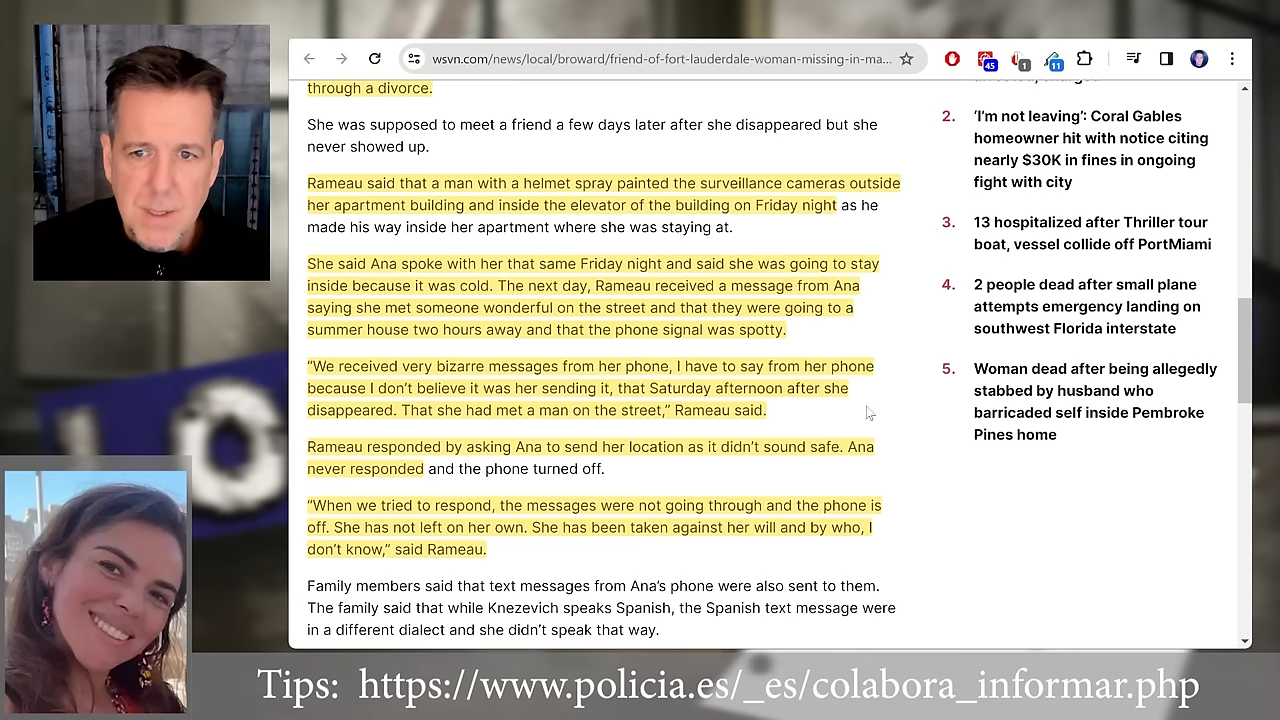 wsvn.com/news/local/broward/friend-of-fort-lauderdale-woman-missing-in-ma...
45
1
11
through a divorce.
She was supposed to meet a friend a few days later after she disappeared but she
never showed up.
Rameau said that a man with a helmet spray painted the surveillance cameras outside
her apartment building and inside the elevator of the building on Friday night as he
made his way inside her apartment where she was staying at.
She said Ana spoke with her that same Friday night and said she was going to stay
inside because it was cold. The next day, Rameau received a message from Ana
saying she met someone wonderful on the street and that they were going to a
summer house two hours away and that the phone signal was spotty.
“We received very bizarre messages from her phone, I have to say from her phone
because I don’t believe it was her sending it, that Saturday afternoon after she
disappeared. That she had met a man on the street,” Rameau said.
Rameau responded by asking Ana to send her location as it didn’t sound safe. Ana
never responded and the phone turned off.
“When we tried to respond, the messages were not going through and the phone is
off. She has not left on her own. She has been taken against her will and by who, I
don’t know,” said Rameau.
Family members said that text messages from Ana’s phone were also sent to them.
The family said that while Knezevich speaks Spanish, the Spanish text message were
in a different dialect and she didn’t speak that way.
2. ‘I’m not leaving’: Coral Gables
homeowner hit with notice citing
nearly $30K in fines in ongoing
fight with city
3. 13 hospitalized after Thriller tour
boat, vessel collide off PortMiami
4. 2 people dead after small plane
attempts emergency landing on
southwest Florida interstate
5. Woman dead after being allegedly
stabbed by husband who
barricaded self inside Pembroke
Pines home
Tips: https://www.policia.es/_es/colabora_informar.php